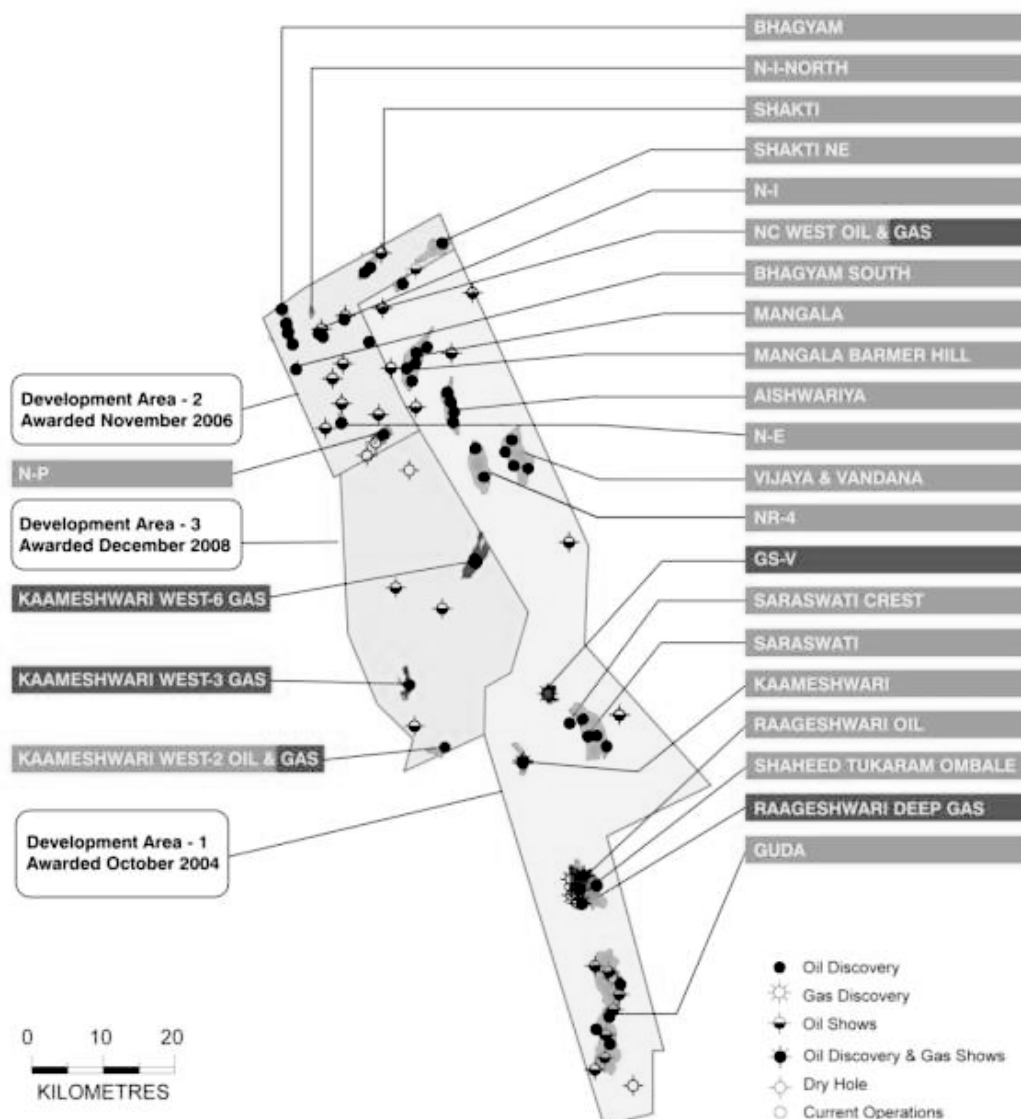 BHAGYAM
N-I-NORTH
SHAKTI
SHAKTI NE
N-I
NC WEST OIL & GAS
BHAGYAM SOUTH
MANGALA
MANGALA BARMER HILL
AISHWARIYA
N-E
VIJAYA & VANDANA
NR-4
GS-V
SARASWATI CREST
SARASWATI
KAAMESHWARI
RAAGESHWARI OIL
SHAHEED TUKARAM OMBALE
RAAGESHWARI DEEP GAS
GUDA
Development Area - 2
Awarded November 2006
N-P
Development Area - 3
Awarded December 2008
KAAMESHWARI WEST-6 GAS
KAAMESHWARI WEST-3 GAS
KAAMESHWARI WEST-2 OIL & GAS
Development Area - 1
Awarded October 2004
0 10 20
KILOMETRES
Oil Discovery
Gas Discovery
Oil Shows
Oil Discovery & Gas Shows
Dry Hole
Current Operations